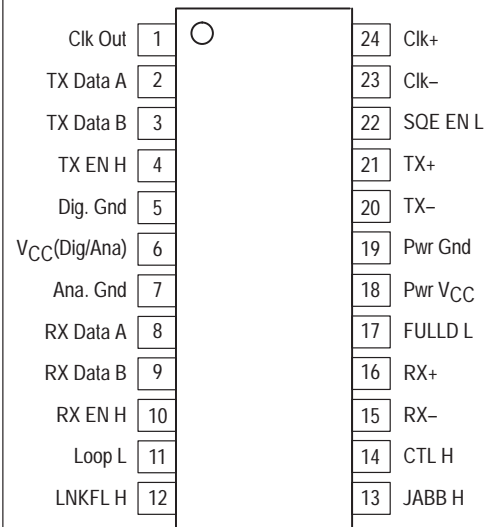 Clk Out 1 24 Clk+
TX Data A 2 23 Clk–
TX Data B 3 22 SQE EN L
TX EN H 4 21 TX+
Dig. Gnd 5 20 TX–
VCC(Dig/Ana) 6 19 Pwr Gnd
Ana. Gnd 7 18 Pwr VCC
RX Data A 8 17 FULLD L
RX Data B 9 16 RX+
RX EN H 10 15 RX–
Loop L 11 14 CTL H
LNKFL H 12 13 JABB H